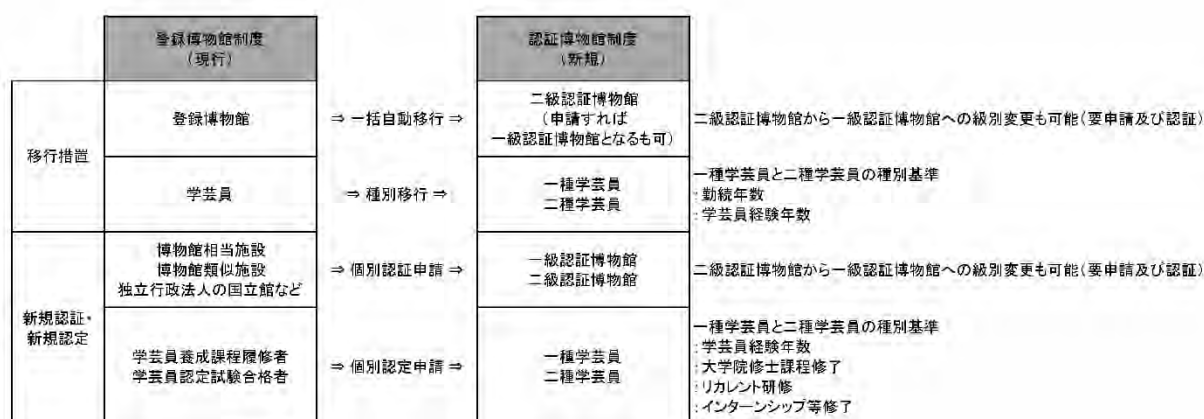 登録博物館制度
（現行）
認証博物館制度
（新規）
移行措置
登録博物館
⇒ 一括自動移行 ⇒
二級認証博物館
（申請すれば
一級認証博物館となるも可）
二級認証博物館から一級認証博物館への級別変更も可能（要申請及び認証）
学芸員
⇒ 種別移行 ⇒
一種学芸員
二種学芸員
一種学芸員と二種学芸員の種別基準
：勤続年数
：学芸員経験年数
新規認証・
新規認定
博物館相当施設
博物館類似施設
独立行政法人の国立館など
⇒ 個別認証申請 ⇒
一級認証博物館
二級認証博物館
二級認証博物館から一級認証博物館への級別変更も可能（要申請及び認証）
学芸員養成課程履修者
学芸員認定試験合格者
⇒ 個別認定申請 ⇒
一種学芸員
二種学芸員
一種学芸員と二種学芸員の種別基準
：学芸員経験年数
：大学院修士課程修了
：リカレント研修
：インターンシップ等修了